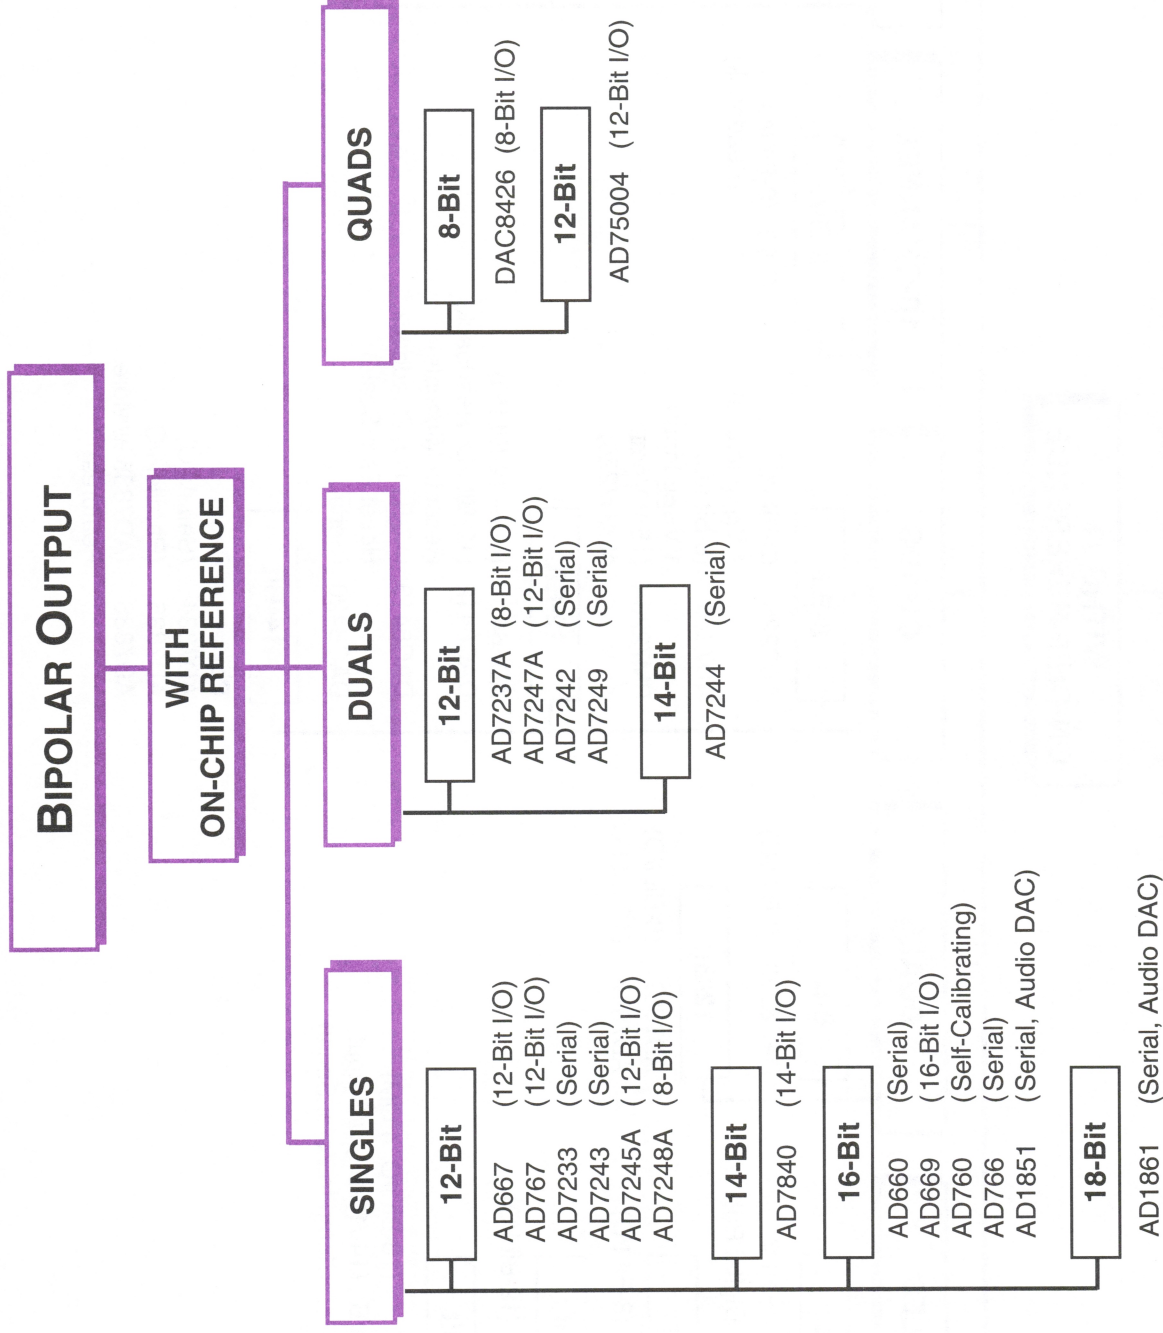 BIPOLAR OUTPUT
WITH
ON-CHIP REFERENCE
SINGLES
12-Bit
AD667 (12-Bit I/O)
AD767 (12-Bit I/O)
AD7233 (Serial)
AD7243 (Serial)
AD7245A (12-Bit I/O)
AD7248A (8-Bit I/O)
14-Bit
AD7840 (14-Bit I/O)
16-Bit
AD660 (Serial)
AD669 (16-Bit I/O)
AD760 (Self-Calibrating)
AD766 (Serial)
AD1851 (Serial, Audio DAC)
18-Bit
AD1861 (Serial, Audio DAC)
DUALS
12-Bit
AD7237A (8-Bit I/O)
AD7247A (12-Bit I/O)
AD7242 (Serial)
AD7249 (Serial)
14-Bit
AD7244 (Serial)
QUADS
8-Bit
DAC8426 (8-Bit I/O)
12-Bit
AD75004 (12-Bit I/O)